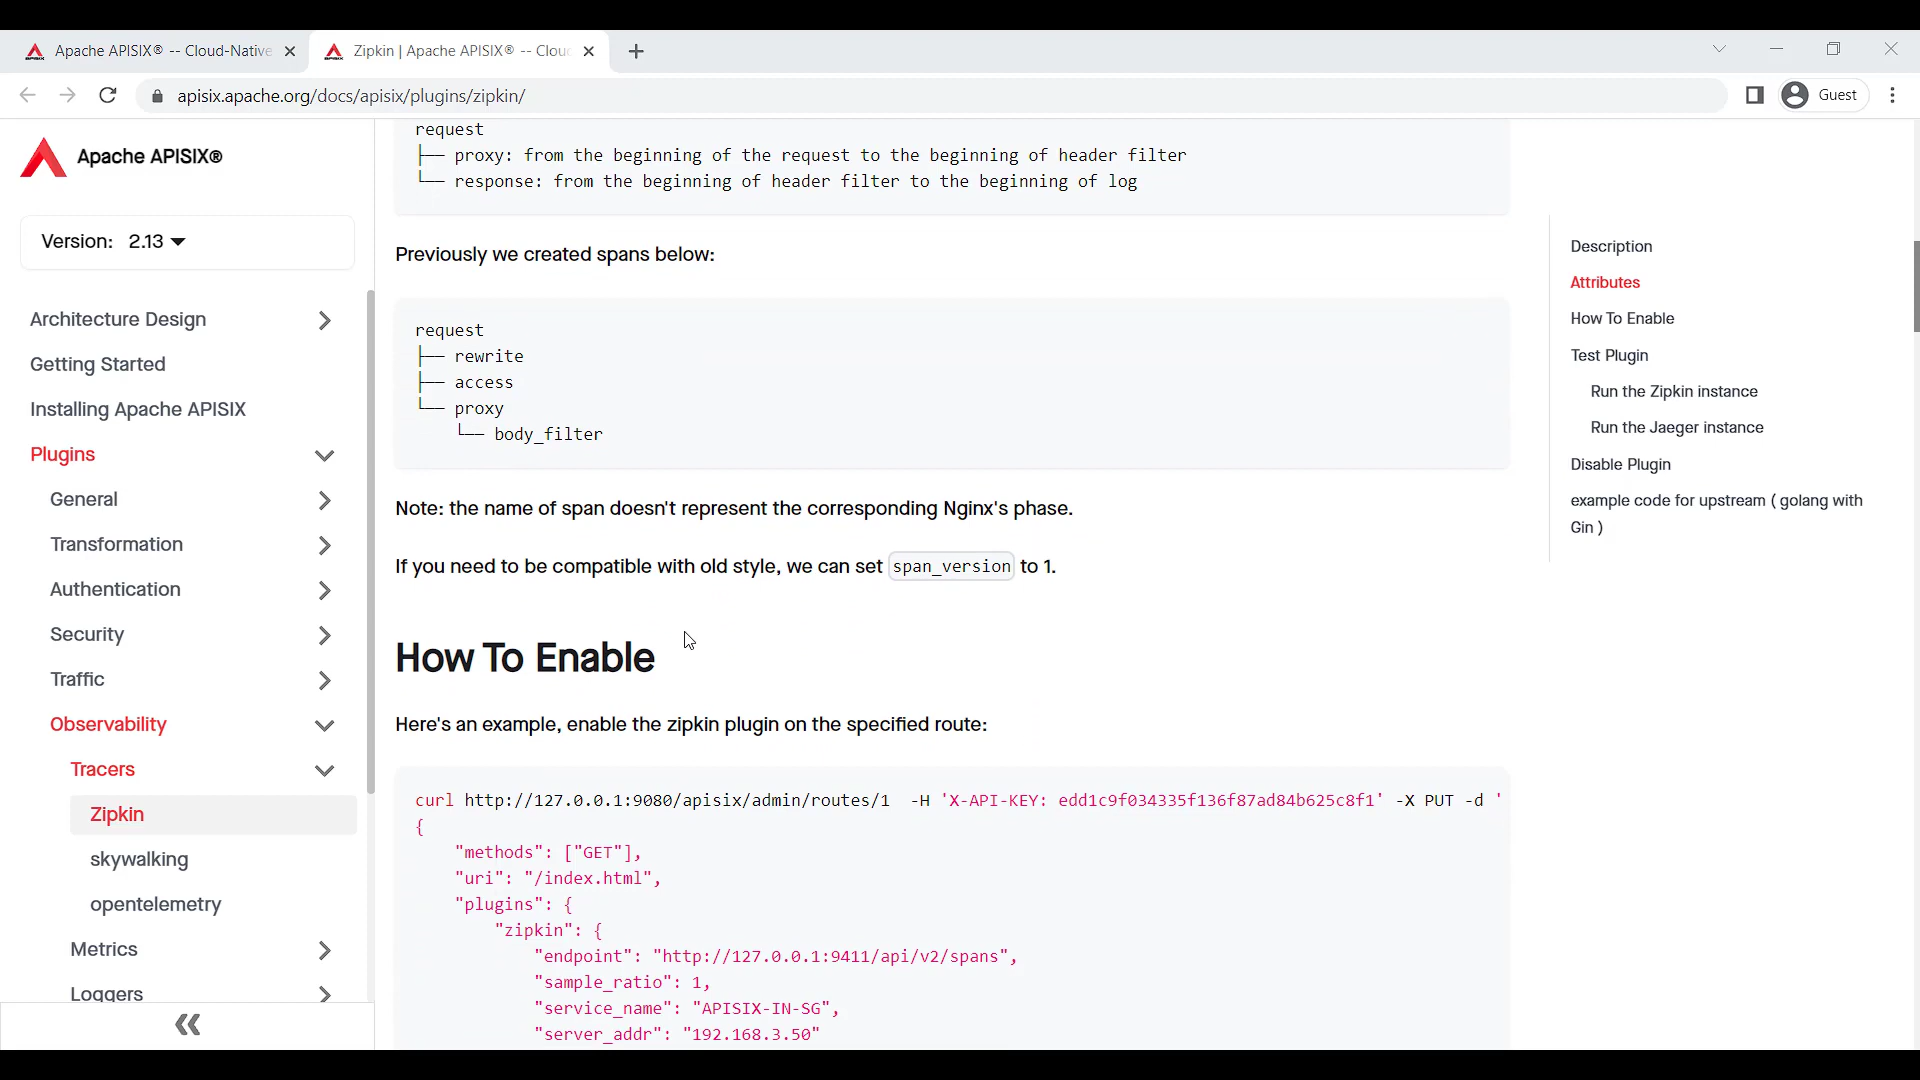 Apache APISIX® -- Cloud-Native
Zipkin | Apache APISIX® -- Clou
apisix.apache.org/docs/apisix/plugins/zipkin/
Guest
APISIX
Apache APISIX®
Version: 2.13
Architecture Design
Getting Started
Installing Apache APISIX
Plugins
General
Transformation
Authentication
Security
Traffic
Observability
Tracers
Zipkin
skywalking
opentelemetry
Metrics
Loggers
request
├── proxy: from the beginning of the request to the beginning of header filter
└── response: from the beginning of header filter to the beginning of log
Previously we created spans below:
request
├── rewrite
├── access
└── proxy
    └── body_filter
Note: the name of span doesn't represent the corresponding Nginx's phase.
If you need to be compatible with old style, we can set span_version to 1.
How To Enable
Here's an example, enable the zipkin plugin on the specified route:
curl http://127.0.0.1:9080/apisix/admin/routes/1  -H 'X-API-KEY: edd1c9f034335f136f87ad84b625c8f1' -X PUT -d '
{
    "methods": ["GET"],
    "uri": "/index.html",
    "plugins": {
        "zipkin": {
            "endpoint": "http://127.0.0.1:9411/api/v2/spans",
            "sample_ratio": 1,
            "service_name": "APISIX-IN-SG",
            "server_addr": "192.168.3.50"
Description
Attributes
How To Enable
Test Plugin
Run the Zipkin instance
Run the Jaeger instance
Disable Plugin
example code for upstream ( golang with
Gin )